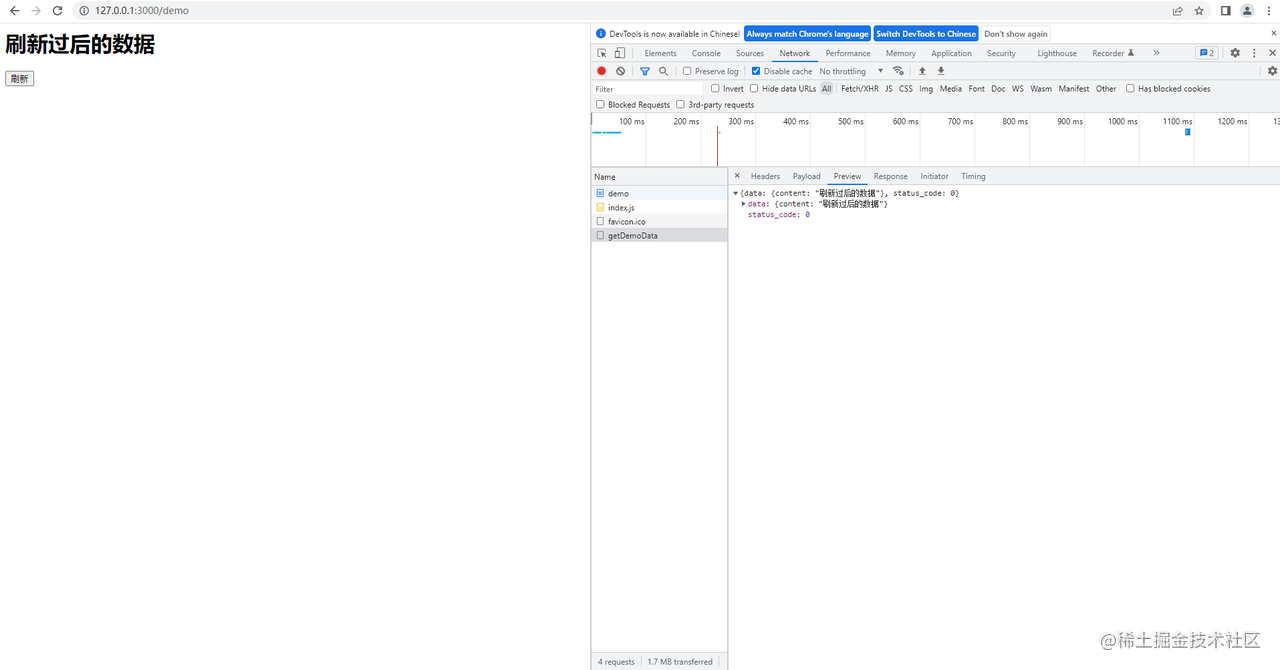 127.0.0.1:3000/demo
刷新过后的数据
刷新
DevTools is now available in Chinese! Always match Chrome's language Switch DevTools to Chinese Don't show again
Elements Console Sources Network Performance Memory Application Security Lighthouse Recorder 2
Preserve log Disable cache No throttling
Filter Invert Hide data URLs All Fetch/XHR JS CSS Img Media Font Doc WS Wasm Manifest Other Has blocked cookies
Blocked Requests 3rd-party requests
100 ms 200 ms 300 ms 400 ms 500 ms 600 ms 700 ms 800 ms 900 ms 1000 ms 1100 ms 1200 ms 13
Name
Headers Payload Preview Response Initiator Timing
demo
index.js
favicon.ico
getDemoData
{data: {content: "刷新过后的数据"}, status_code: 0}
data: {content: "刷新过后的数据"}
status_code: 0
4 requests 1.7 MB transferred
@稀土掘金技术社区